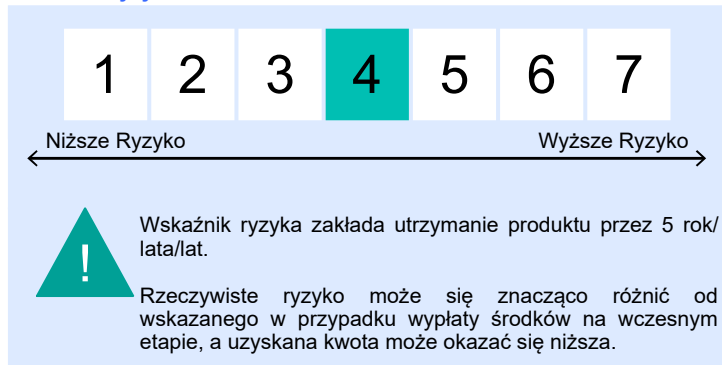 1 2 3 4 5 6 7
Niższe Ryzyko Wyższe Ryzyko
!
Wskaźnik ryzyka zakłada utrzymanie produktu przez 5 rok/
lata/lat.
Rzeczywiste ryzyko może się znacząco różnić od
wskazanego w przypadku wypłaty środków na wczesnym
etapie, a uzyskana kwota może okazać się niższa.